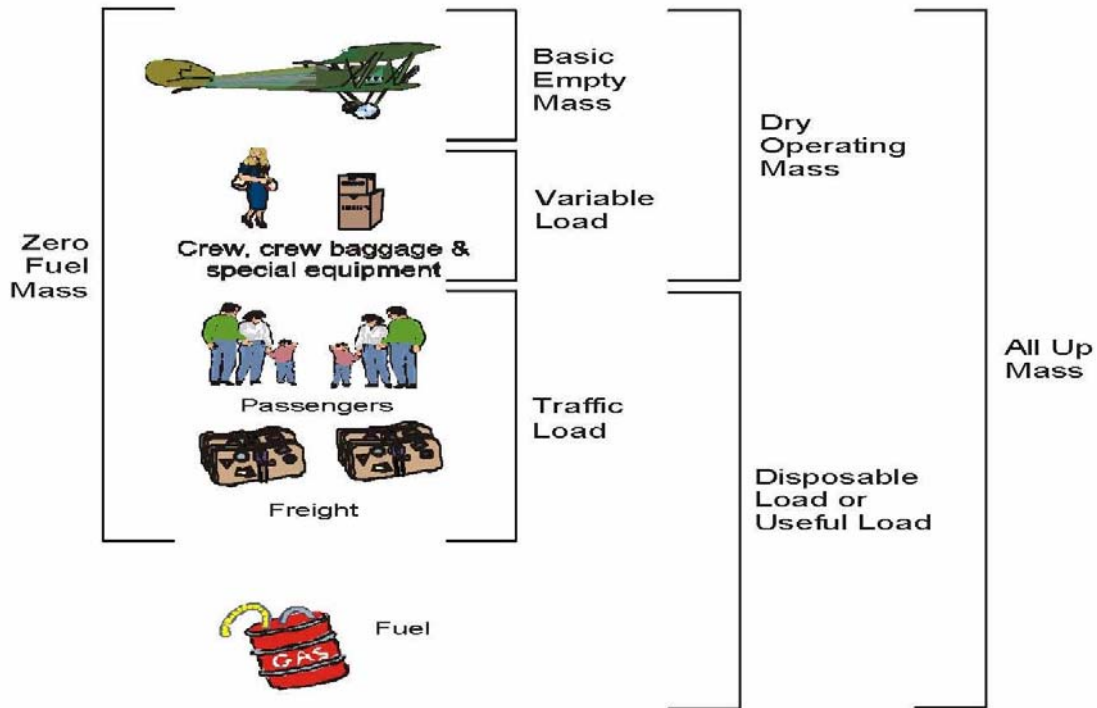 Basic
Empty
Mass
Dry
Operating
Mass
Variable
Load
Crew, crew baggage &
special equipment
Zero
Fuel
Mass
All Up
Mass
Passengers
Traffic
Load
Disposable
Load or
Useful Load
Freight
Fuel
GAS